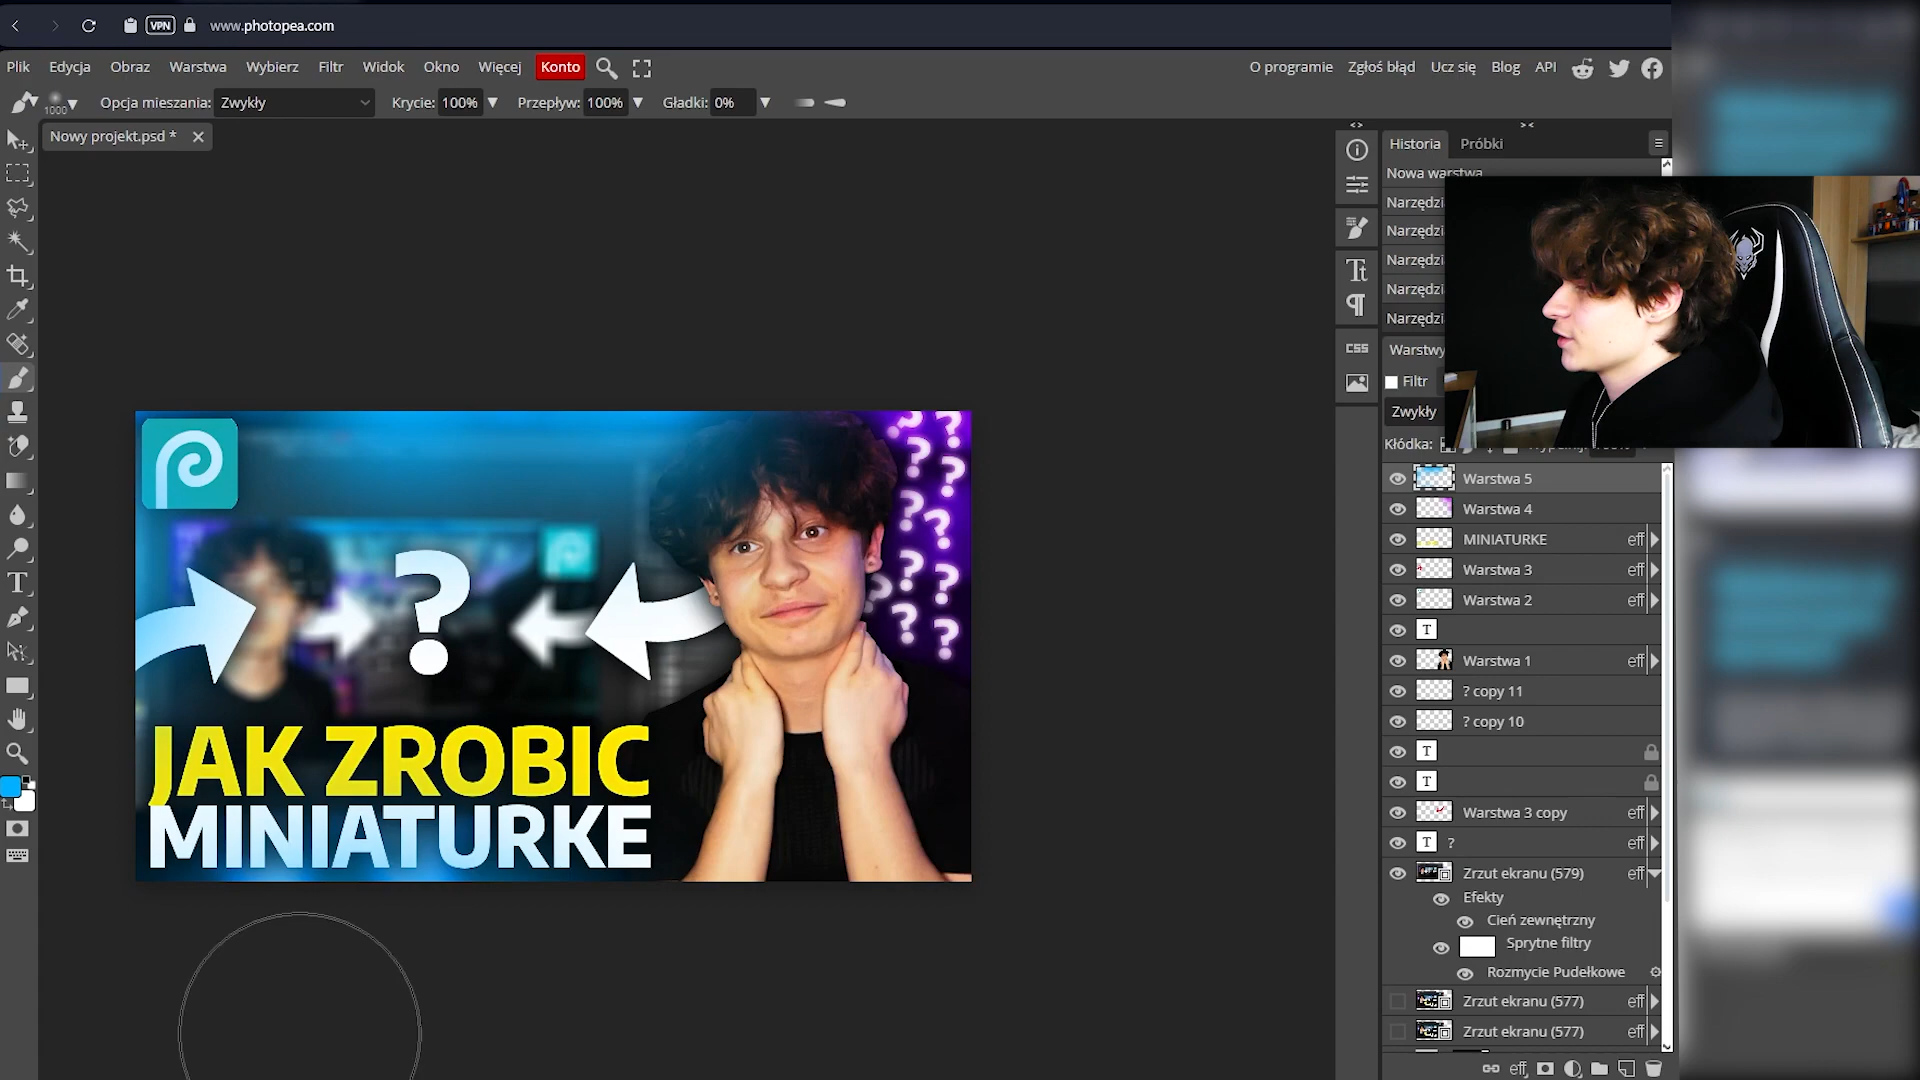 VPN www.photopea.com
Plik Edycja Obraz Warstwa Wybierz Filtr Widok Okno Więcej Konto O programie Zgłoś błąd Ucz się Blog API
1000 Opcja mieszania: Zwykły Krycie: 100% Przepływ: 100% Gładki: 0%
Nowy projekt.psd *
Historia Próbki
Nowa warstwa
Narzędzi
Narzędzi
Narzędzi
Narzędzi
Narzędzi
CSS
Warstwy
Filtr
Zwykły
Kłódka:
Warstwa 5
Warstwa 4
MINIATURKE eff
Warstwa 3 eff
Warstwa 2 eff
T
Warstwa 1 eff
? copy 11
? copy 10
T
T
Warstwa 3 copy eff
T ? eff
Zrzut ekranu (579) eff
Efekty
Cień zewnętrzny
Sprytne filtry
Rozmycie Pudełkowe
Zrzut ekranu (577) eff
Zrzut ekranu (577) eff
eff
?
JAK ZROBIC
MINIATURKE